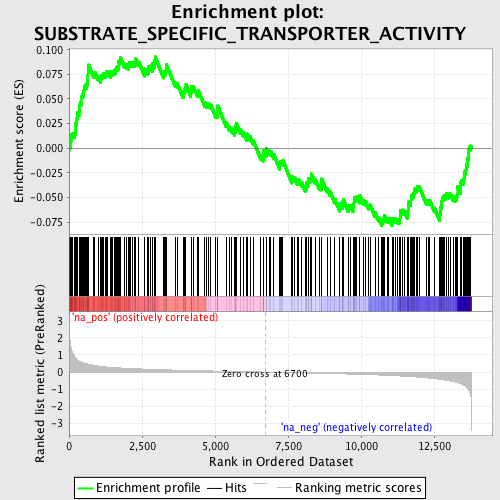 Enrichment plot:
SUBSTRATE_SPECIFIC_TRANSPORTER_ACTIVITY
Enrichment score (ES)
0.100
0.075
0.050
0.025
0.000
-0.025
-0.050
-0.075
Ranked list metric (PreRanked)
3
2
1
0
-1
-2
-3
'na_pos' (positively correlated)
Zero cross at 6700
'na_neg' (negatively correlated)
0
2,500
5,000
7,500
10,000
12,500
Rank in Ordered Dataset
Enrichment profile
Hits
Ranking metric scores